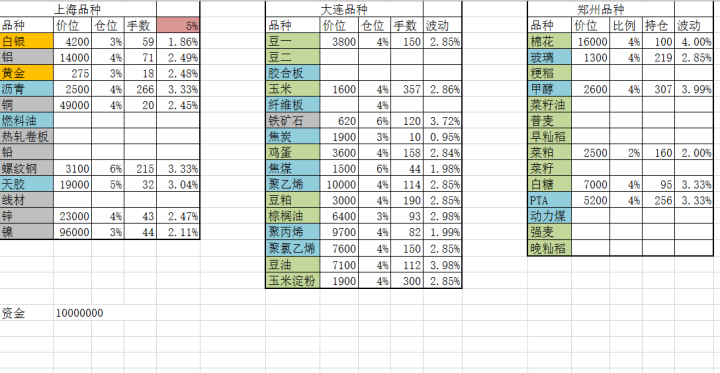 上海品种 大连品种 郑州品种
品种 价位 仓位 手数 5% 品种 价位 仓位 手数 波动 品种 价位 比例 持仓 波动
白银 4200 3% 59 1.86% 豆一 3800 4% 150 2.85% 棉花 16000 4% 100 4.00%
铝 14000 4% 71 2.49% 豆二 玻璃 1300 4% 219 2.85%
黄金 275 3% 18 2.48% 胶合板 粳稻
沥青 2500 4% 266 3.33% 玉米 1600 4% 357 2.86% 甲醇 2600 4% 307 3.99%
铜 49000 4% 20 2.45% 纤维板 4% 菜籽油
燃料油 铁矿石 620 6% 120 3.72% 普麦
热轧卷板 焦炭 1900 3% 10 0.95% 早籼稻
铅 鸡蛋 3600 4% 158 2.84% 菜粕 2500 2% 160 2.00%
螺纹钢 3100 6% 215 3.33% 焦煤 1500 6% 44 1.98% 菜籽
天胶 19000 5% 32 3.04% 聚乙烯 10000 4% 114 2.85% 白糖 7000 4% 95 3.33%
线材 豆粕 3000 4% 190 2.85% PTA 5200 4% 256 3.33%
锌 23000 4% 43 2.47% 棕榈油 6400 3% 93 2.98% 动力煤
镍 96000 3% 44 2.11% 聚丙烯 9700 4% 82 1.99% 强麦
聚氯乙烯 7600 4% 150 2.85% 晚籼稻
豆油 7100 4% 112 3.98%
玉米淀粉 1900 4% 300 2.85%
资金 10000000